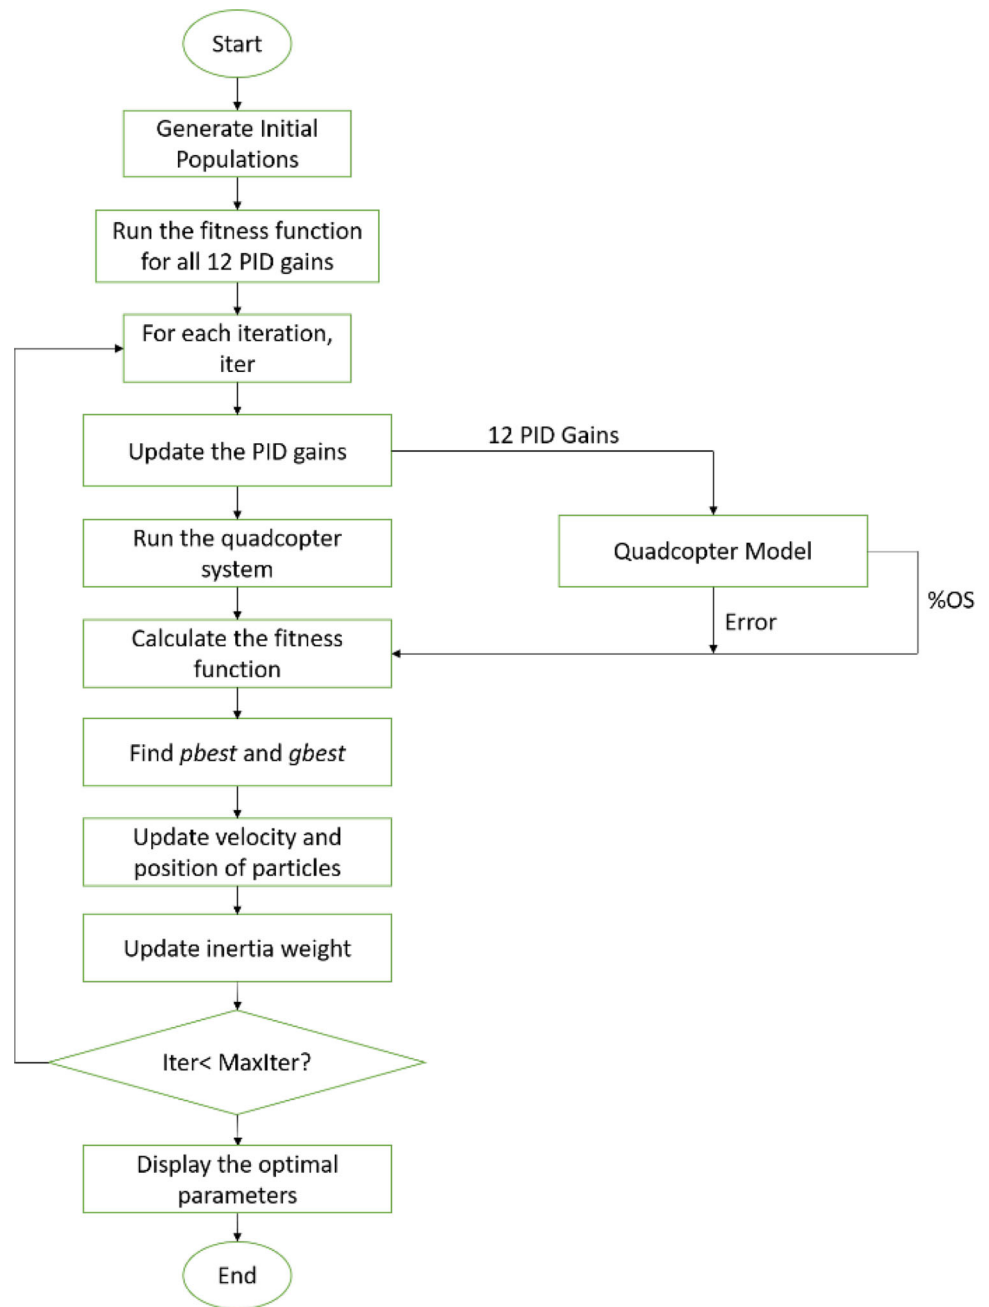 Start
Generate Initial
Populations
Run the fitness function
for all 12 PID gains
For each iteration,
iter
Update the PID gains
12 PID Gains
Run the quadcopter
system
Quadcopter Model
%OS
Error
Calculate the fitness
function
Find pbest and gbest
Update velocity and
position of particles
Update inertia weight
Iter< MaxIter?
Display the optimal
parameters
End